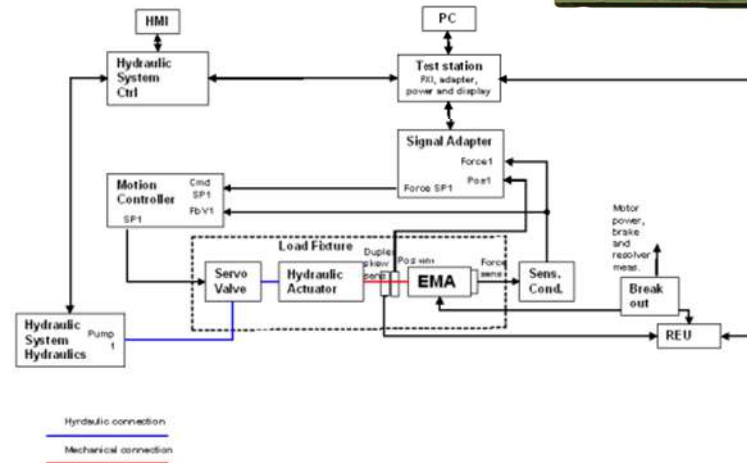 HMI
PC
Hydraulic
System
Ctrl
Test station
PXI, adapter,
power and display
Signal Adapter
Force1
Pos1
Force SP1
Motion
Controller
Cmd
SP1
FbV1
SP1
Load Fixture
Duplex
skew
sens
Pos
Force
sens
Servo
Valve
Hydraulic
Actuator
EMA
Sens.
Cond.
Motor
power,
brake
and
resolver
meas.
Break
out
REU
Hydraulic
System
Hydraulics
Pump
1
Hyrdaulic connection
Mechanical connection